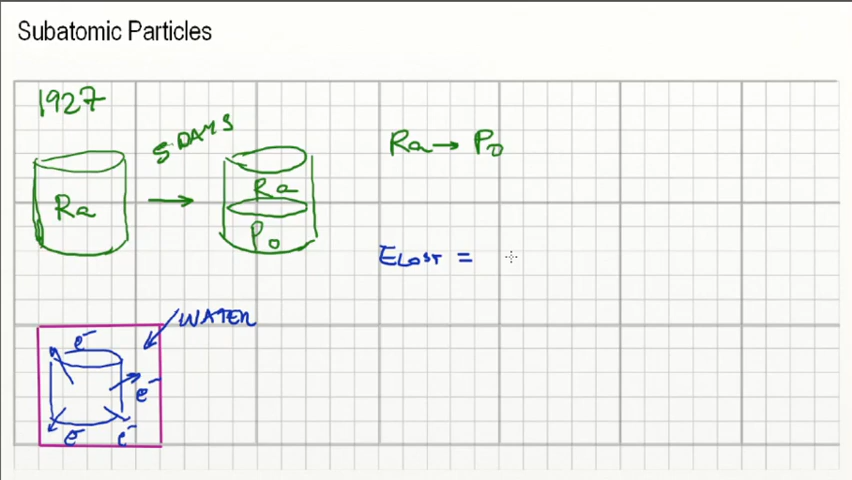 Subatomic Particles
1927
5 DAYS
Ra → Po
Ra
Ra
Po
ELOST =
WATER
e⁻
e⁻
e⁻
e⁻